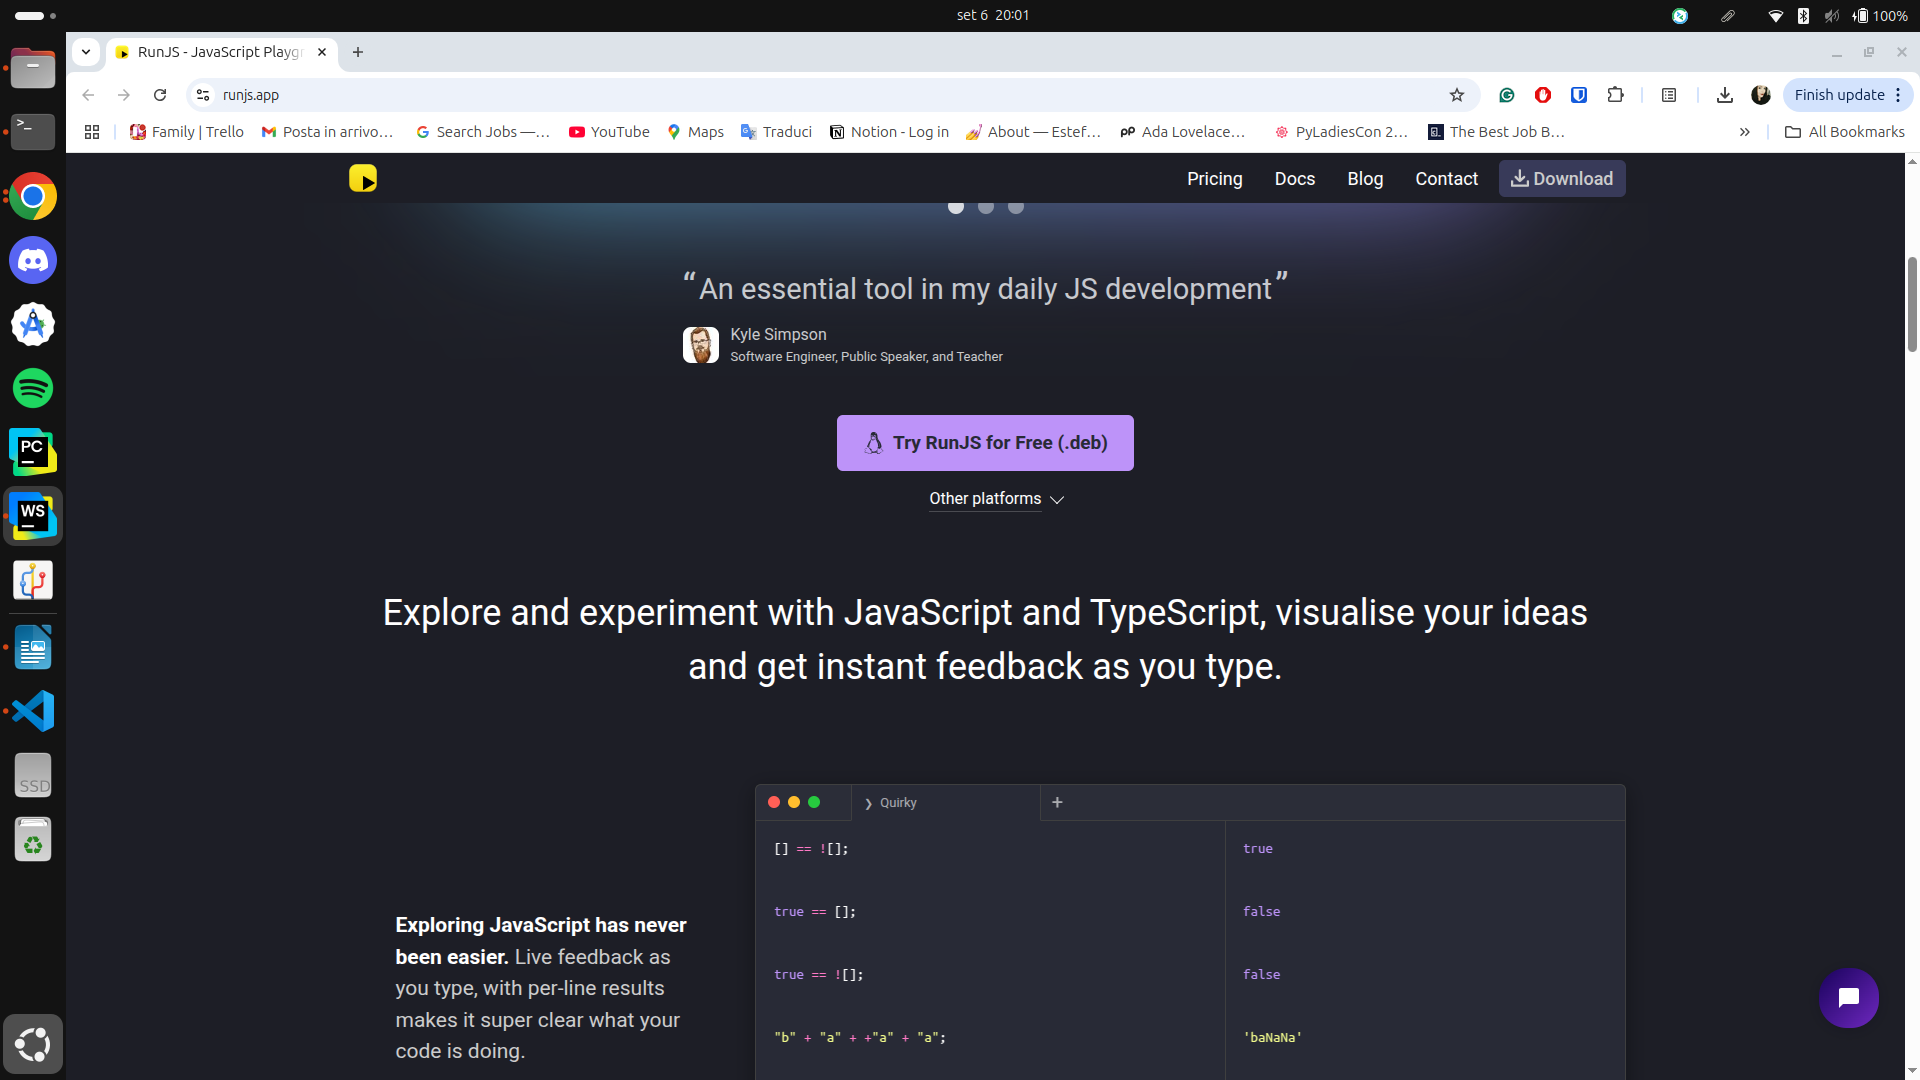 set 6 20:01
100%
RunJS - JavaScript Playgr
runjs.app
Finish update
Family | Trello
Posta in arrivo…
Search Jobs —…
YouTube
Maps
Traduci
Notion - Log in
About — Estef…
Ada Lovelace…
PyLadiesCon 2…
The Best Job B…
All Bookmarks
Pricing
Docs
Blog
Contact
Download
“An essential tool in my daily JS development”
Kyle Simpson
Software Engineer, Public Speaker, and Teacher
Try RunJS for Free (.deb)
Other platforms
Explore and experiment with JavaScript and TypeScript, visualise your ideas
and get instant feedback as you type.
Exploring JavaScript has never
been easier. Live feedback as
you type, with per-line results
makes it super clear what your
code is doing.
Quirky
[] == ![];
true
true == [];
false
true == ![];
false
"b" + "a" + +"a" + "a";
'baNaNa'
PC
WS
SSD